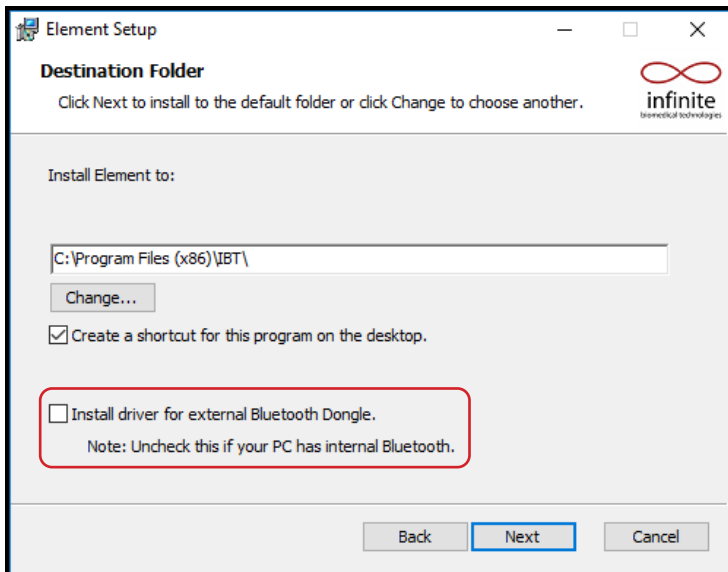 Element Setup
Destination Folder
Click Next to install to the default folder or click Change to choose another.
infinite
biomedical technologies
Install Element to:
C:\Program Files (x86)\IBT\
Change...
Create a shortcut for this program on the desktop.
Install driver for external Bluetooth Dongle.
Note: Uncheck this if your PC has internal Bluetooth.
Back
Next
Cancel